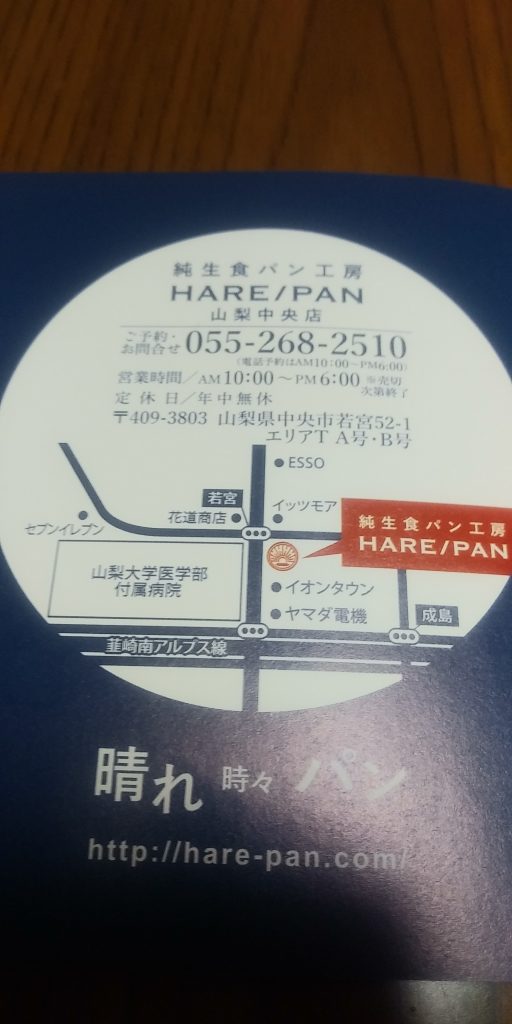 純生食パン工房
HARE/PAN
山梨中央店
ご予約・お問合せ 055-268-2510
(電話予約はAM10:00～PM6:00)
営業時間/AM10:00～PM6:00 ※売切次第終了
定休日/年中無休
〒409-3803 山梨県中央市若宮52-1
エリアT A号・B号
ESSO
若宮
花道商店
イッツモア
セブンイレブン
純生食パン工房
HARE/PAN
山梨大学医学部
付属病院
イオンタウン
ヤマダ電機
成島
韮崎南アルプス線
晴れ 時々 パン
http://hare-pan.com/